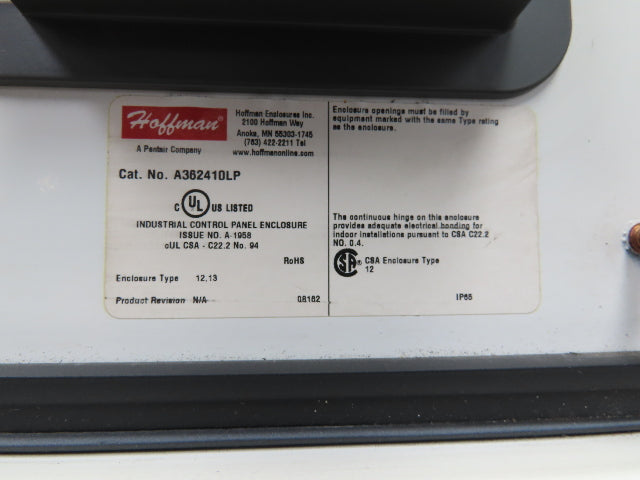 Hoffman®
A Pentair Company
Hoffman Enclosures Inc.
2100 Hoffman Way
Anoka, MN 55303-1745
(763) 422-2211 Tel
www.hoffmanonline.com
Cat. No. A362410LP
C UL US LISTED
INDUSTRIAL CONTROL PANEL ENCLOSURE
ISSUE NO. A-1958
cUL CSA - C22.2 No. 94
RoHS
Enclosure Type 12,13
Product Revision N/A 08162
Enclosure openings must be filled by
equipment marked with the same Type rating
as the enclosure.
The continuous hinge on this enclosure
provides adequate electrical bonding for
indoor installations pursuant to CSA C22.2
NO. 0.4.
CSA® CSA Enclosure Type
12
IP65